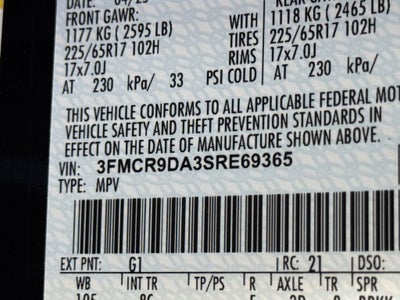 FRONT GAWR:
1177 KG ( 2595 LB) WITH 1118 KG ( 2465 LB)
225/65R17 102H TIRES 225/65R17 102H
17x7.0J RIMS 17x7.0J
AT 230 kPa/ 33 PSI COLD AT 230 kPa/
THIS VEHICLE CONFORMS TO ALL APPLICABLE FEDERAL MOT
VEHICLE SAFETY AND THEFT PREVENTION STANDARDS IN
EFFECT ON THE DATE OF MANUFACTURE SHOWN ABOVE.
VIN: 3FMCR9DA3SRE69365
TYPE: MPV
EXT PNT: G1 RC: 21 DSO:
WB INT TR TP/PS R AXLE TR SPR